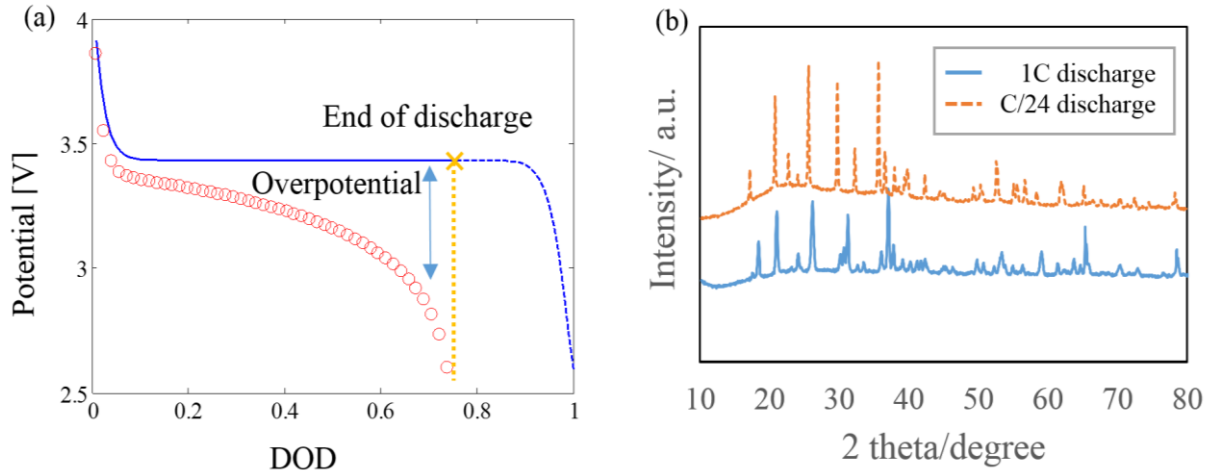 (a)
4
3.5
3
2.5
Potential [V]
End of discharge
Overpotential
0
0.2
0.4
0.6
0.8
1
DOD
(b)
1C discharge
C/24 discharge
Intensity/ a.u.
10
20
30
40
50
60
70
80
2 theta/degree